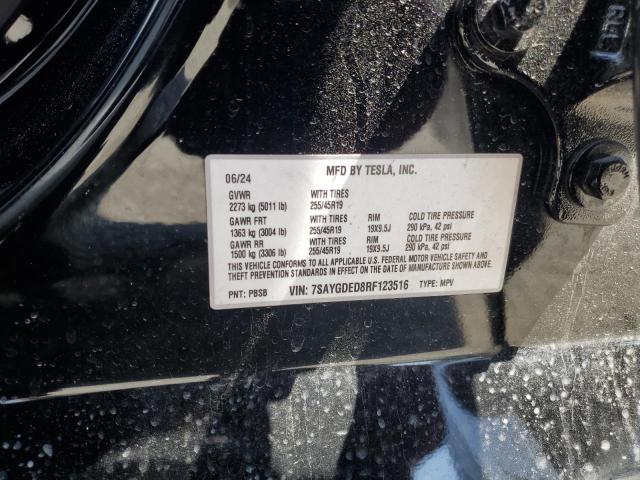 06/24 MFD BY TESLA, INC.
GVWR WITH TIRES
2273 kg (5011 lb) 255/45R19
GAWR FRT WITH TIRES RIM COLD TIRE PRESSURE
1363 kg (3004 lb) 255/45R19 19X9.5J 290 kPa, 42 psi
GAWR RR WITH TIRES RIM COLD TIRE PRESSURE
1500 kg (3306 lb) 255/45R19 19X9.5J 290 kPa, 42 psi
THIS VEHICLE CONFORMS TO ALL APPLICABLE U.S. FEDERAL MOTOR VEHICLE SAFETY AND
THEFT PREVENTION STANDARDS IN EFFECT ON THE DATE OF MANUFACTURE SHOWN ABOVE.
PNT: PBSB VIN: 7SAYGDED8RF123516 TYPE: MPV